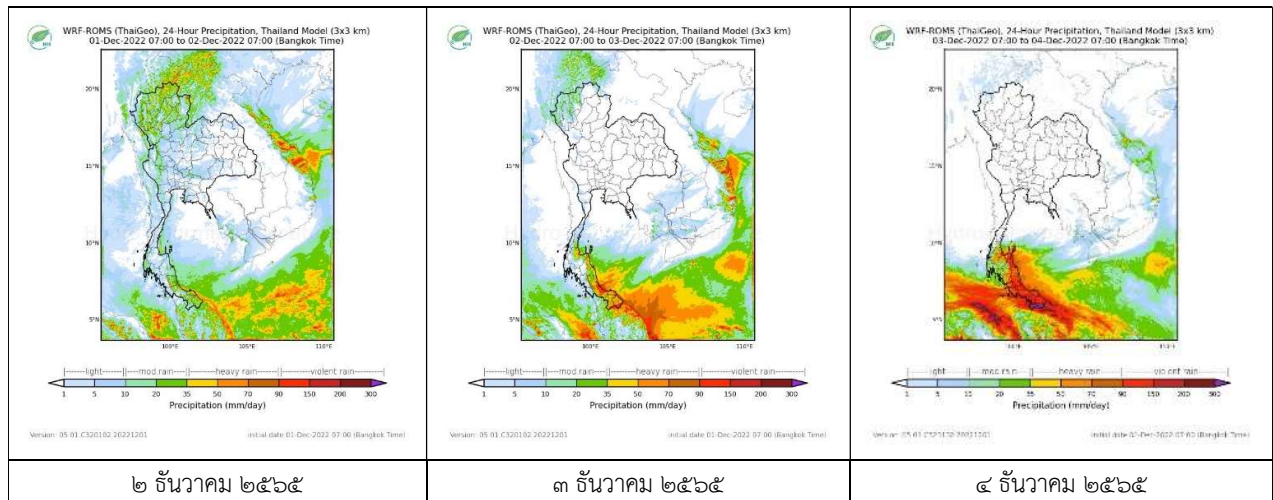 WRF-ROMS (ThaiGeo), 24-Hour Precipitation, Thailand Model (3x3 km)
01-Dec-2022 07:00 to 02-Dec-2022 07:00 (Bangkok Time)
20°N
15°N
10°N
5°N
100°E 105°E 110°E
light mod rain heavy rain violent rain
1 5 10 20 35 50 70 90 150 200 300
Precipitation (mm/day)
Version: 05 01.C320102.20221201 Initial date 01-Dec-2022 07:00 (Bangkok Time)
๒ ธันวาคม ๒๕๖๕
WRF-ROMS (ThaiGeo), 24-Hour Precipitation, Thailand Model (3x3 km)
02-Dec-2022 07:00 to 03-Dec-2022 07:00 (Bangkok Time)
20°N
15°N
10°N
5°N
100°E 105°E 110°E
light mod rain heavy rain violent rain
1 5 10 20 35 50 70 90 150 200 300
Precipitation (mm/day)
Version: 05 01.C320102.20221201 Initial date 01-Dec-2022 07:00 (Bangkok Time)
๓ ธันวาคม ๒๕๖๕
WRF-ROMS (ThaiGeo), 24-Hour Precipitation, Thailand Model (3x3 km)
03-Dec-2022 07:00 to 04-Dec-2022 07:00 (Bangkok Time)
20°N
15°N
10°N
mod rain heavy rain
1 5 10 20 35 50 70 90 150 200 300
Precipitation (mm/day)
07:00 (Bangkok Time)
๔ ธันวาคม ๒๕๖๕